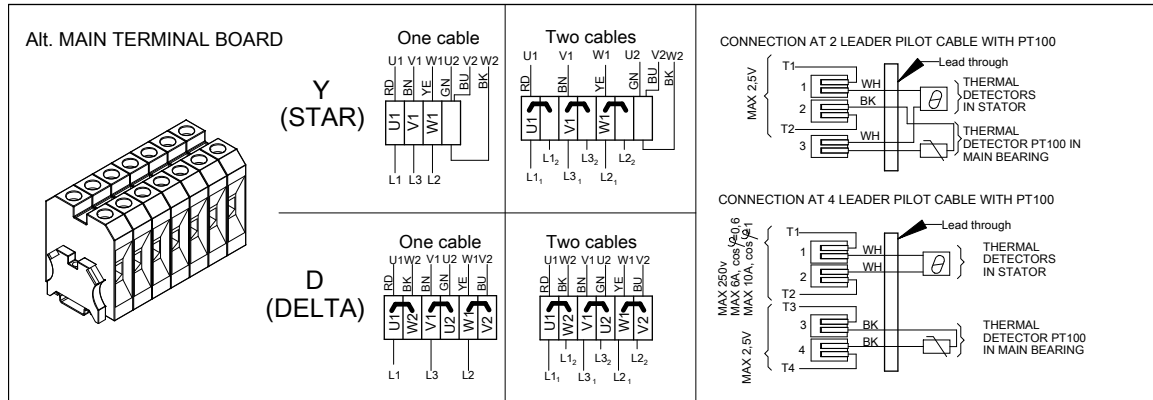 Alt. MAIN TERMINAL BOARD
Y
(STAR)
One cable
U1 V1 W1 U2 V2 W2
RD
BN
YE
GN
BU
BK
U1
V1
W1
L1 L3 L2
Two cables
U1 V1 W1 U2 V2 W2
RD
BN
YE
GN
BU
BK
U1
V1
W1
L1₂ L3₂ L2₂
L1₁ L3₁ L2₁
D
(DELTA)
One cable
U1 W2 V1 U2 W1 V2
RD
BK
BN
GN
YE
BU
U1
W2
V1
U2
W1
V2
L1 L3 L2
Two cables
U1 W2 V1 U2 W1 V2
RD
BK
BN
GN
YE
BU
U1
W2
V1
U2
W1
V2
L1₂ L3₂ L2₂
L1₁ L3₁ L2₁
CONNECTION AT 2 LEADER PILOT CABLE WITH PT100
Lead through
MAX 2,5V
T1
1
WH
2
BK
T2
3
WH
THERMAL
DETECTORS
IN STATOR
THERMAL
DETECTOR PT100 IN
MAIN BEARING
CONNECTION AT 4 LEADER PILOT CABLE WITH PT100
Lead through
MAX 250v
MAX 6A, cosφ=0,6
MAX 10A, cosφ=1
T1
1
WH
2
WH
T2
THERMAL
DETECTORS
IN STATOR
MAX 2,5V
T3
3
BK
4
BK
T4
THERMAL
DETECTOR PT100
IN MAIN BEARING